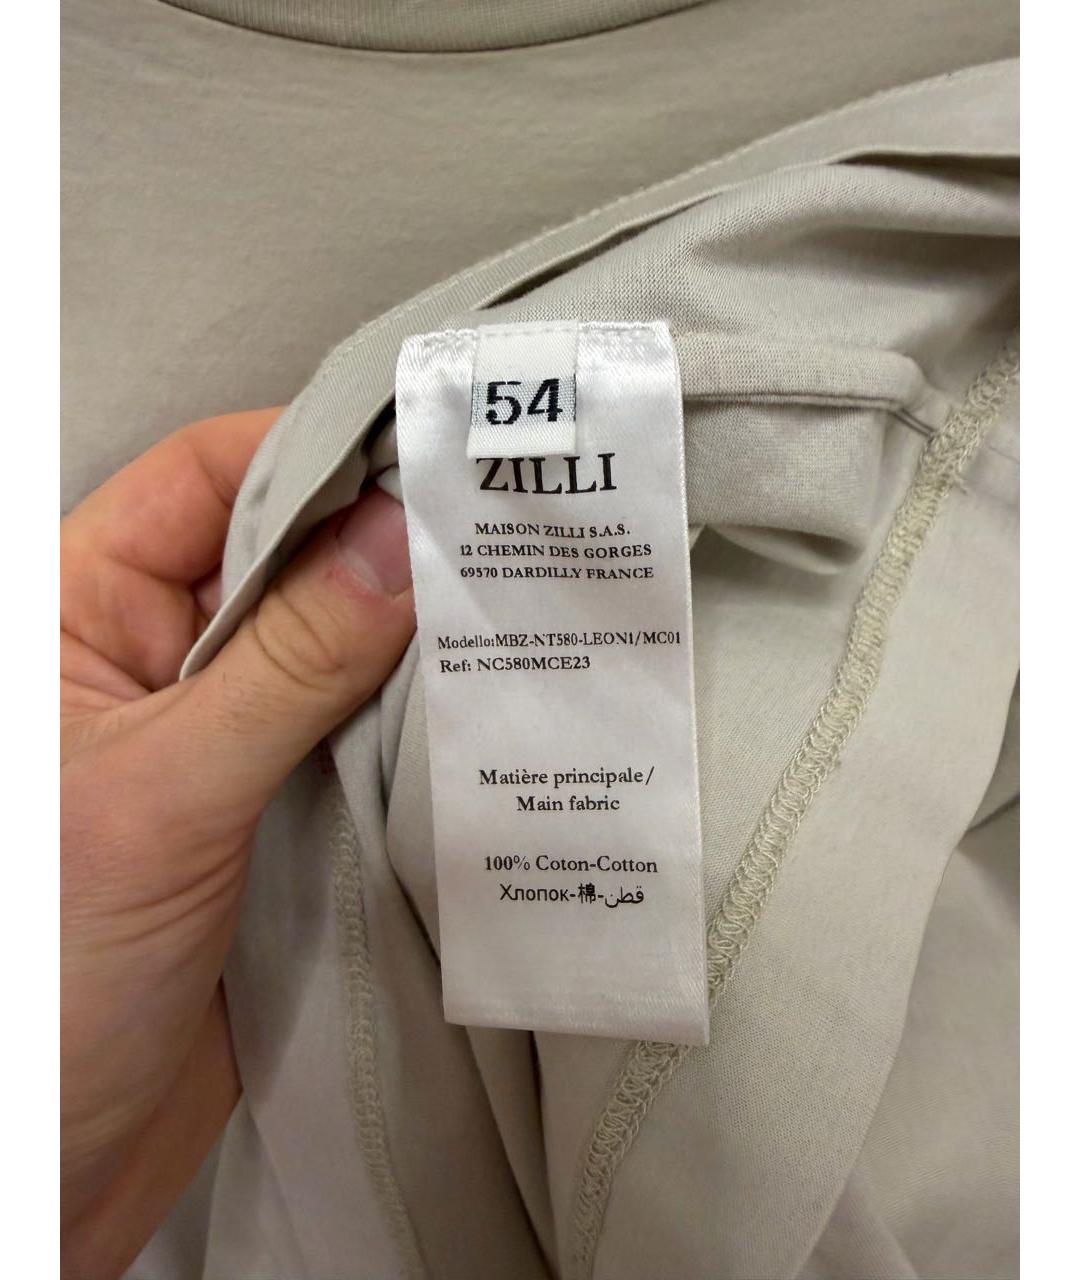 54
ZILLI
MAISON ZILLI S.A.S.
12 CHEMIN DES GORGES
69570 DARDILLY FRANCE
Modello:MBZ-NT580-LEON1/MC01
Ref: NC580MCE23
Matière principale/
Main fabric
100% Coton-Cotton
Хлопок-棉-قطن